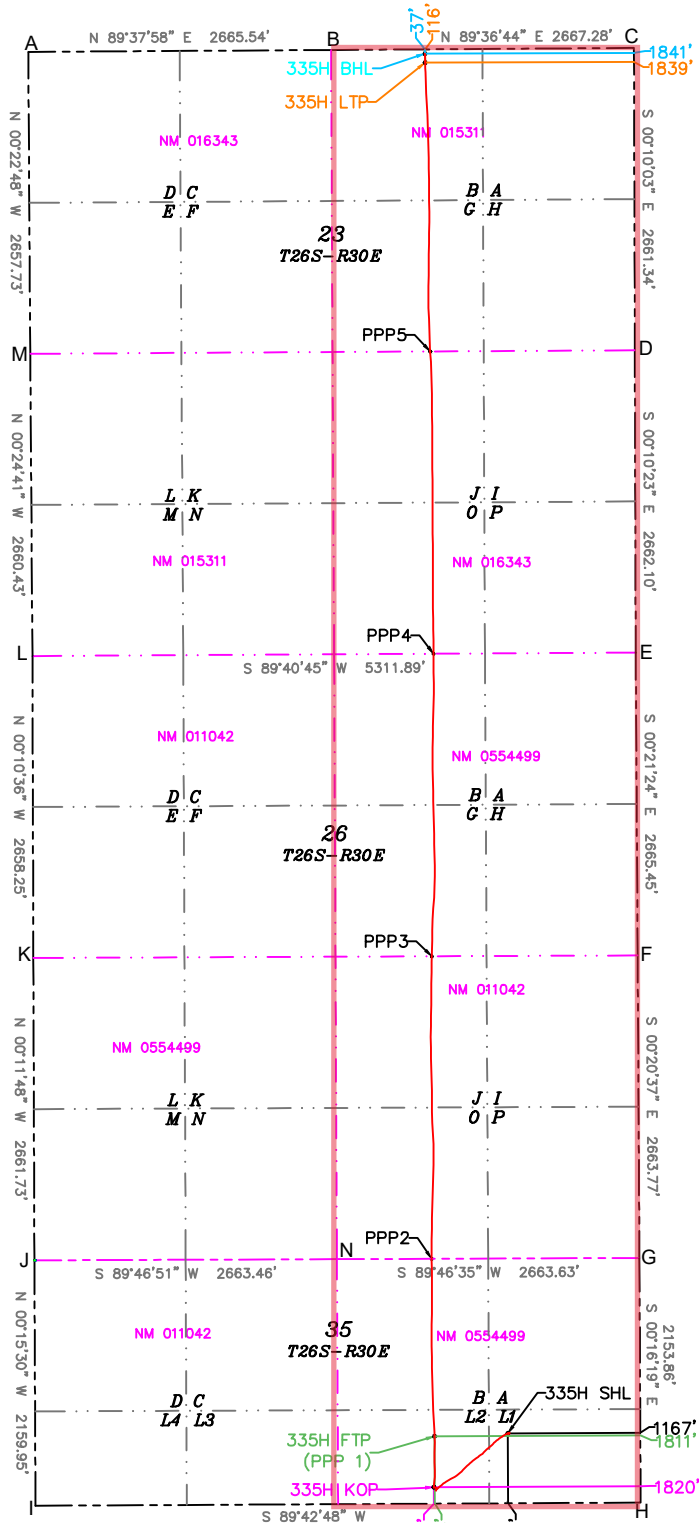 37'
116'
A
N 89°37'58" E 2665.54'
B
N 89°36'44" E 2667.28'
C
335H BHL
1841'
335H LTP
1839'
N 00°22'48" W 2657.73'
NM 016343
NM 015311
S 00°10'03" E 2661.34'
D C
E F
B A
G H
23
T26S-R30E
M
PPP5
D
N 00°24'41" W 2660.43'
S 00°10'23" E 2662.10'
L K
M N
J I
O P
NM 015311
NM 016343
L
PPP4
E
S 89°40'45" W 5311.89'
N 00°10'36" W 2658.25'
NM 011042
NM 0554499
S 00°21'24" E 2665.45'
D C
E F
B A
G H
26
T26S-R30E
K
PPP3
F
NM 011042
N 00°11'48" W 2661.73'
NM 0554499
S 00°20'37" E 2663.77'
L K
M N
J I
O P
J
N
PPP2
G
S 89°46'51" W 2663.46'
S 89°46'35" W 2663.63'
N 00°15'30" W 2159.95'
NM 011042
35
T26S-R30E
NM 0554499
S 00°16'19" E 2153.86'
D C
L4 L3
B A
L2 L1
335H SHL
1167'
335H FTP
(PPP 1)
1811'
335H KOP
1820'
I
S 89°42'48" W
H